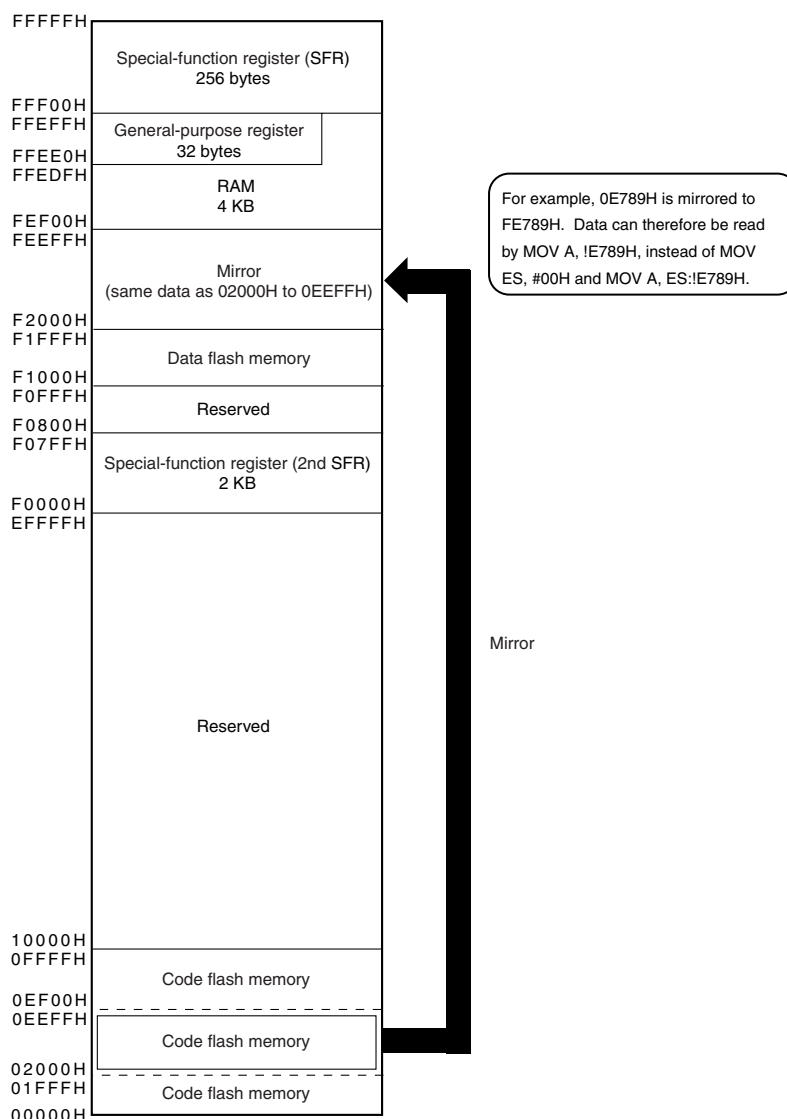 FFFFFH
Special-function register (SFR)
256 bytes
FFF00H
FFEFFH
General-purpose register
32 bytes
FFEE0H
FFEDFH
RAM
4 KB
FEF00H
FEEFFH
Mirror
(same data as 02000H to 0EEFFH)
For example, 0E789H is mirrored to
FE789H. Data can therefore be read
by MOV A, !E789H, instead of MOV
ES, #00H and MOV A, ES:!E789H.
F2000H
F1FFFH
Data flash memory
F1000H
F0FFFH
Reserved
F0800H
F07FFH
Special-function register (2nd SFR)
2 KB
F0000H
EFFFFH
Mirror
Reserved
10000H
0FFFFH
Code flash memory
0EF00H
0EEFFH
Code flash memory
02000H
01FFFH
Code flash memory
00000H